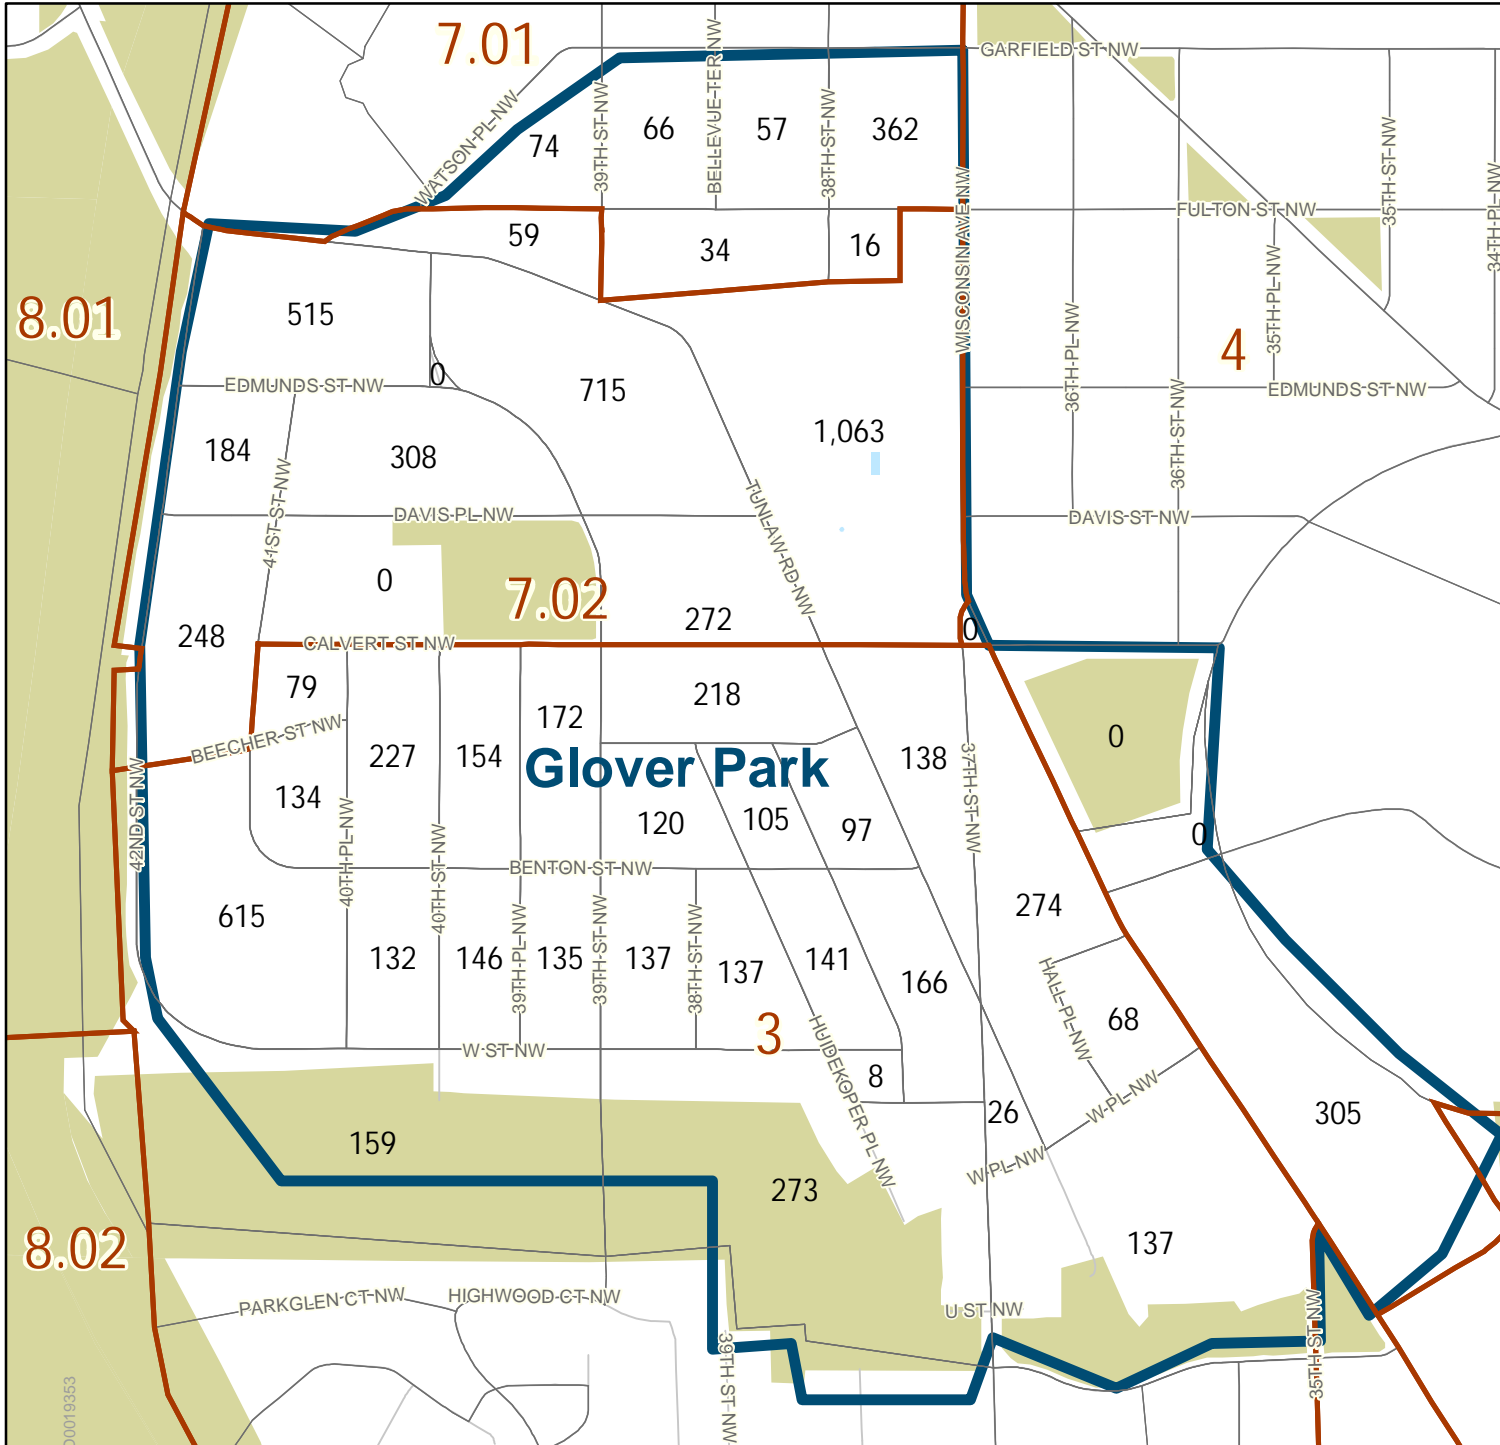 7.01
GARFIELD ST NW
WATSON PL NW
39TH ST NW
BELLEVUE TER NW
38TH ST NW
74
66
57
362
WISCONSIN AVE NW
35TH ST NW
34TH PL NW
FULTON ST NW
59
34
16
8.01
515
36TH PL NW
35TH PL NW
4
EDMUNDS ST NW
0
715
EDMUNDS ST NW
36TH ST NW
184
308
1,063
41ST ST NW
DAVIS PL NW
TUNLAW RD NW
DAVIS ST NW
0
7.02
272
248
CALVERT ST NW
0
79
172
218
BEECHER ST NW
227
154
Glover Park
138
37TH ST NW
0
42ND ST NW
134
40TH PL NW
40TH ST NW
120
105
97
0
BENTON ST NW
615
39TH PL NW
39TH ST NW
38TH ST NW
274
132
146
135
137
137
141
166
HALL PL NW
68
3
W ST NW
HUIDEKOPER PL NW
8
26
W PL NW
305
159
W PL NW
273
8.02
137
PARKGLEN CT NW
HIGHWOOD CT NW
U ST NW
39TH ST NW
35TH ST NW
00019353